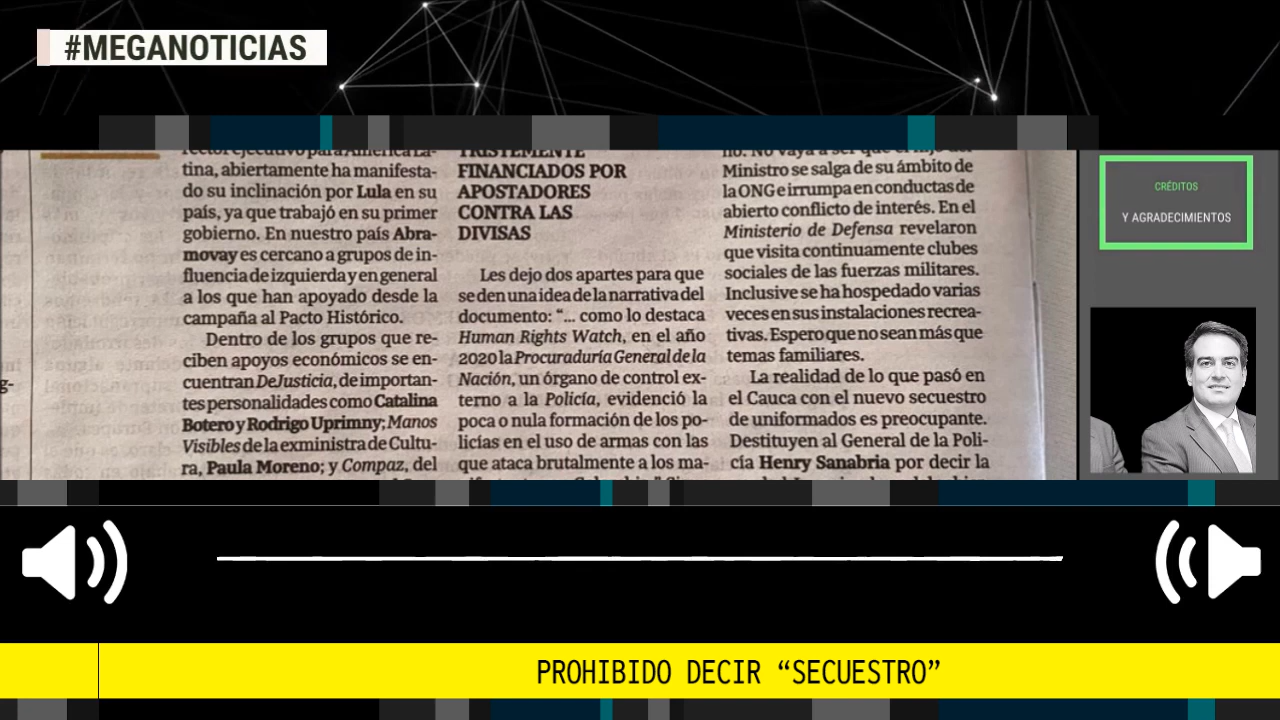 #MEGANOTICIAS
rector ejecutivo para América La-
tina, abiertamente ha manifesta-
do su inclinación por Lula en su
país, ya que trabajó en su primer
gobierno. En nuestro país Abra-
movay es cercano a grupos de in-
fluencia de izquierda y en general
a los que han apoyado desde la
campaña al Pacto Histórico.
Dentro de los grupos que re-
ciben apoyos económicos se en-
cuentran DeJusticia, de importan-
tes personalidades como Catalina
Botero y Rodrigo Uprimny; Manos
Visibles de la exministra de Cultu-
ra, Paula Moreno; y Compaz, del
TRISTEMENTE
FINANCIADOS POR
APOSTADORES
CONTRA LAS
DIVISAS
Les dejo dos apartes para que
se den una idea de la narrativa del
documento: “... como lo destaca
Human Rights Watch, en el año
2020 la Procuraduría General de la
Nación, un órgano de control ex-
terno a la Policía, evidenció la
poca o nula formación de los po-
licías en el uso de armas con las
que ataca brutalmente a los ma-
no. No vaya a ser que el
Ministro se salga de su ámbito de
la ONG e irrumpa en conductas de
abierto conflicto de interés. En el
Ministerio de Defensa revelaron
que visita continuamente clubes
sociales de las fuerzas militares.
Inclusive se ha hospedado varias
veces en sus instalaciones recrea-
tivas. Espero que no sean más que
temas familiares.
La realidad de lo que pasó en
el Cauca con el nuevo secuestro
de uniformados es preocupante.
Destituyen al General de la Poli-
cía Henry Sanabria por decir la
g-
CRÉDITOS
Y AGRADECIMIENTOS
PROHIBIDO DECIR “SECUESTRO”